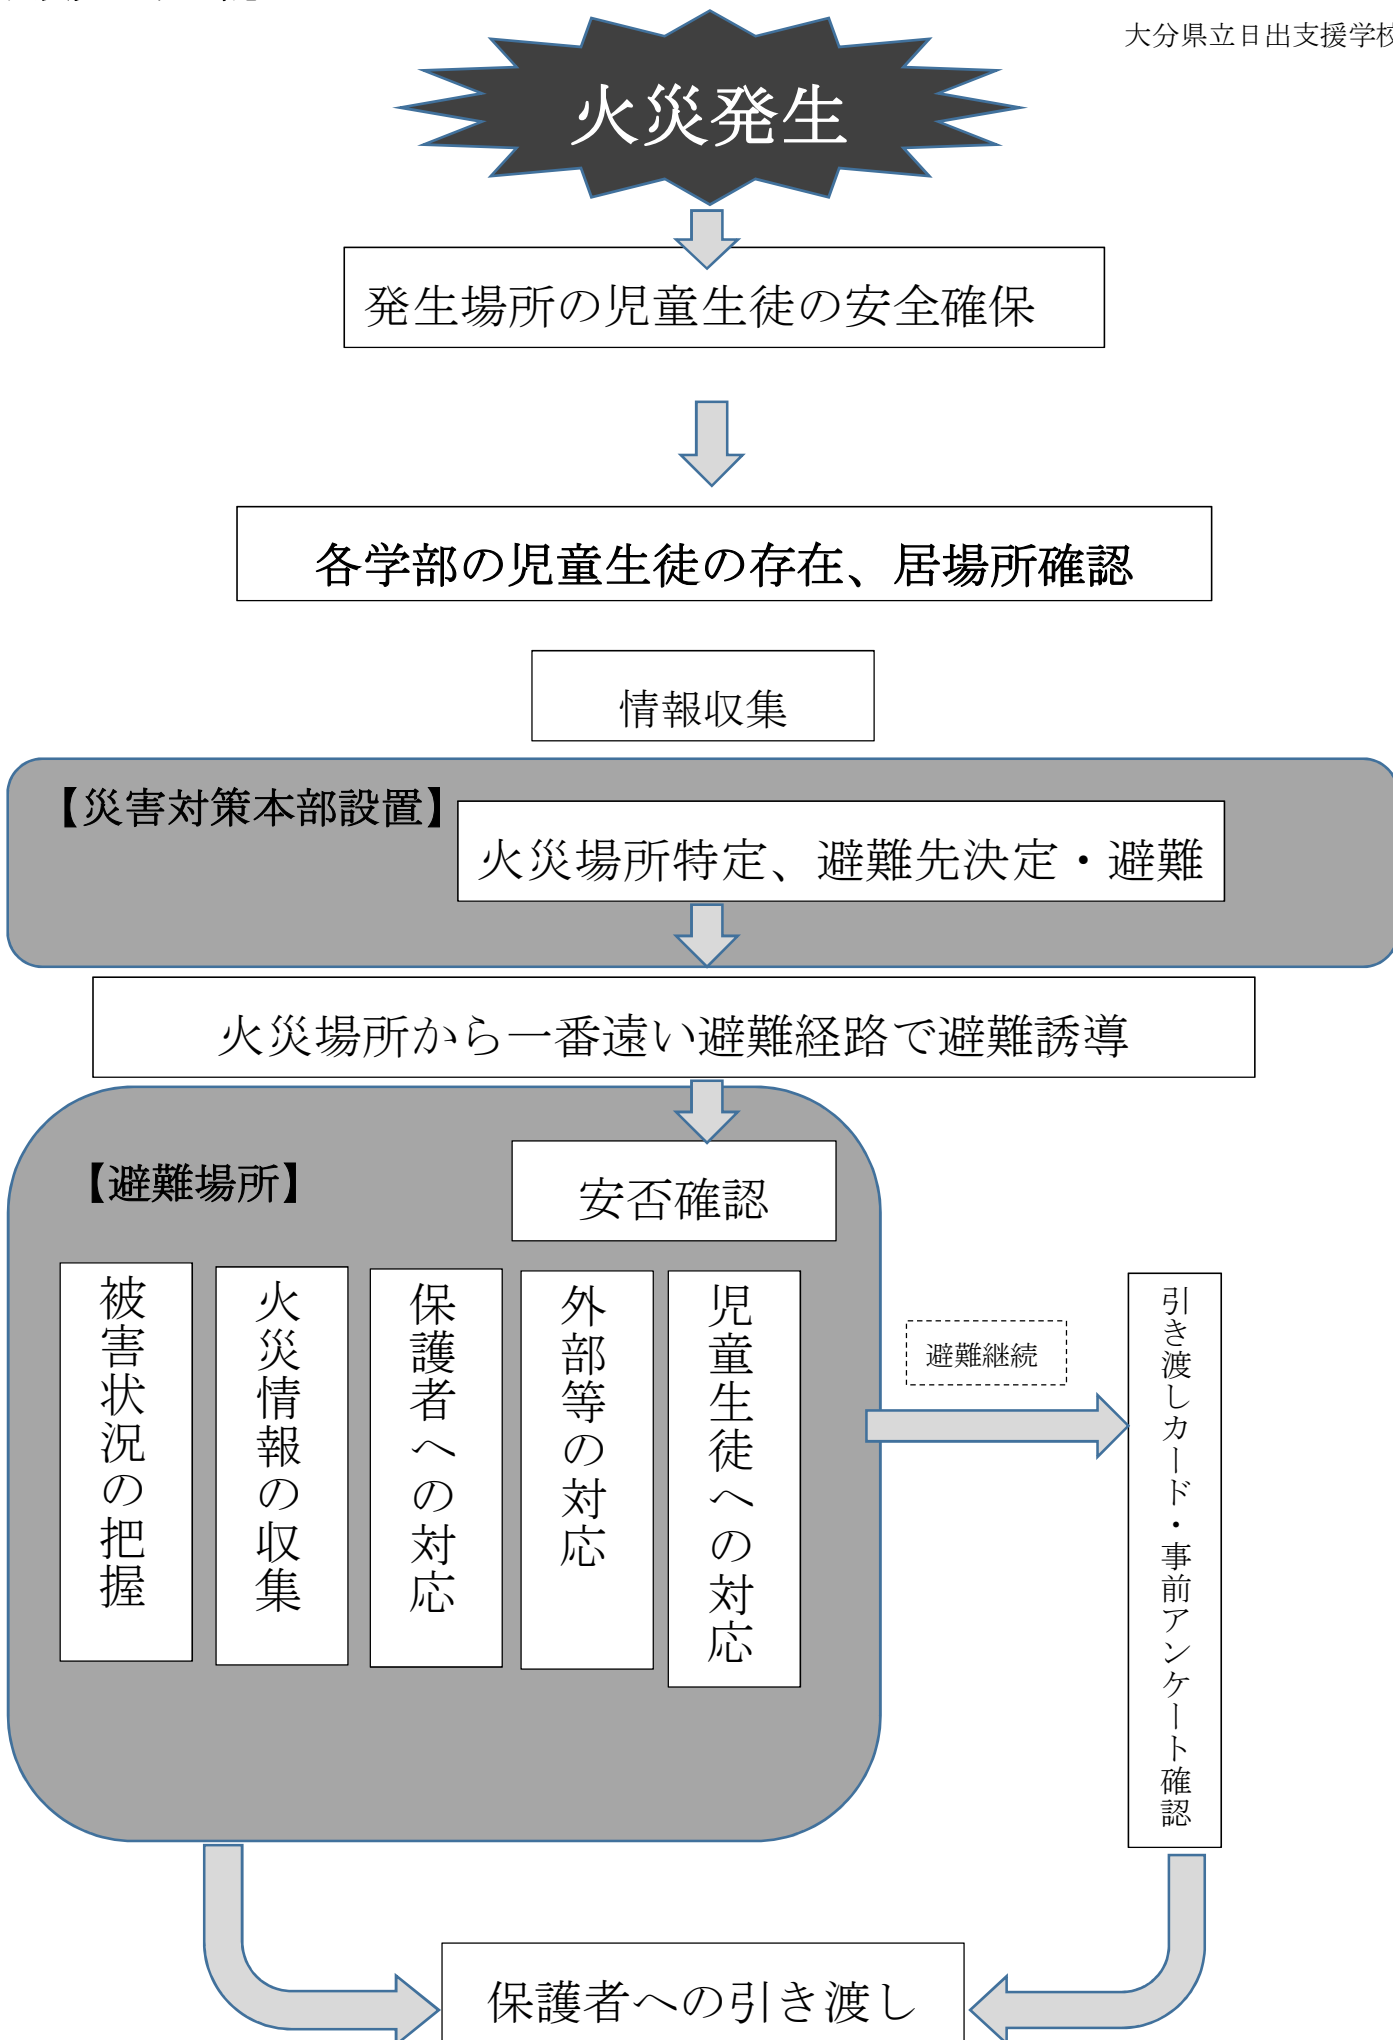 大分県立日出支援学校
火災発生
発生場所の児童生徒の安全確保
各学部の児童生徒の存在、居場所確認
情報収集
【災害対策本部設置】
火災場所特定、避難先決定・避難
火災場所から一番遠い避難経路で避難誘導
【避難場所】
安否確認
被害状況の把握
火災情報の収集
保護者への対応
外部等の対応
児童生徒への対応
避難継続
引き渡しカード・事前アンケート確認
保護者への引き渡し